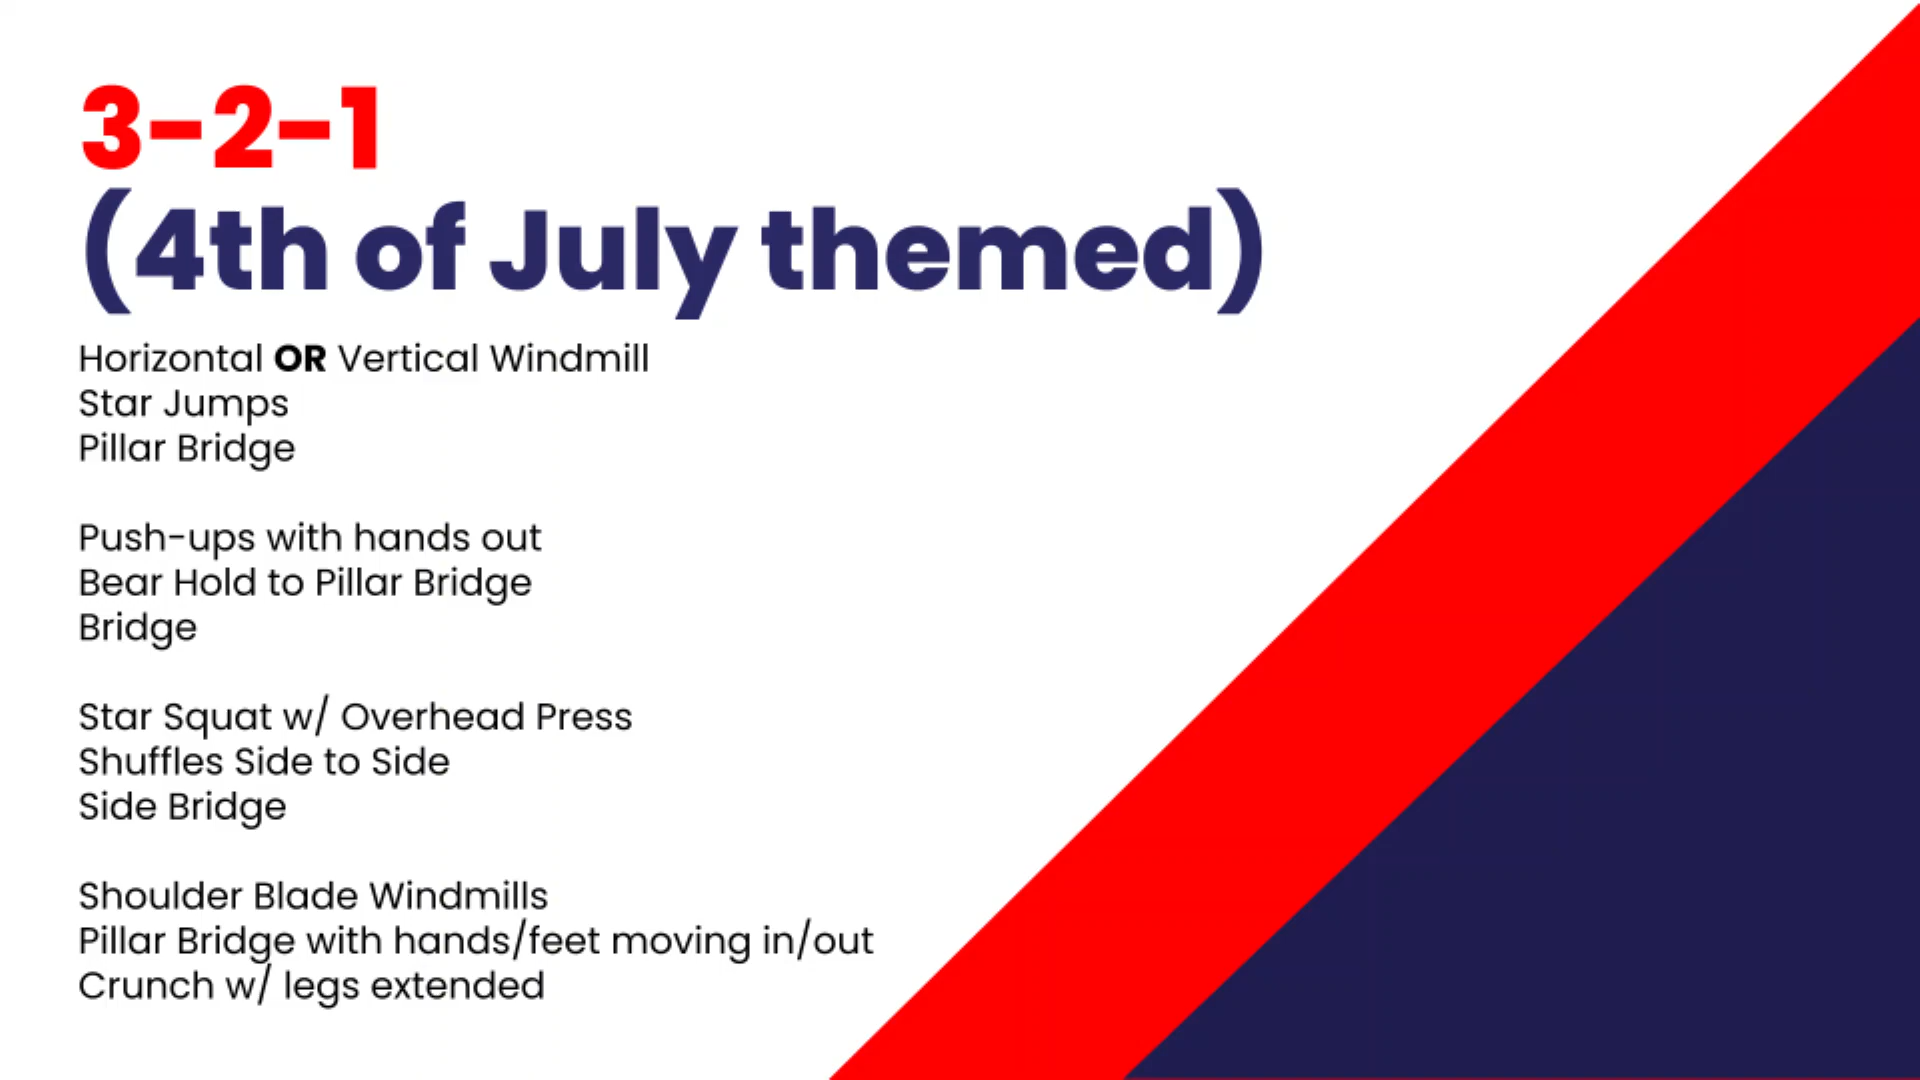 3-2-1
(4th of July themed)
Horizontal OR Vertical Windmill
Star Jumps
Pillar Bridge
Push-ups with hands out
Bear Hold to Pillar Bridge
Bridge
Star Squat w/ Overhead Press
Shuffles Side to Side
Side Bridge
Shoulder Blade Windmills
Pillar Bridge with hands/feet moving in/out
Crunch w/ legs extended